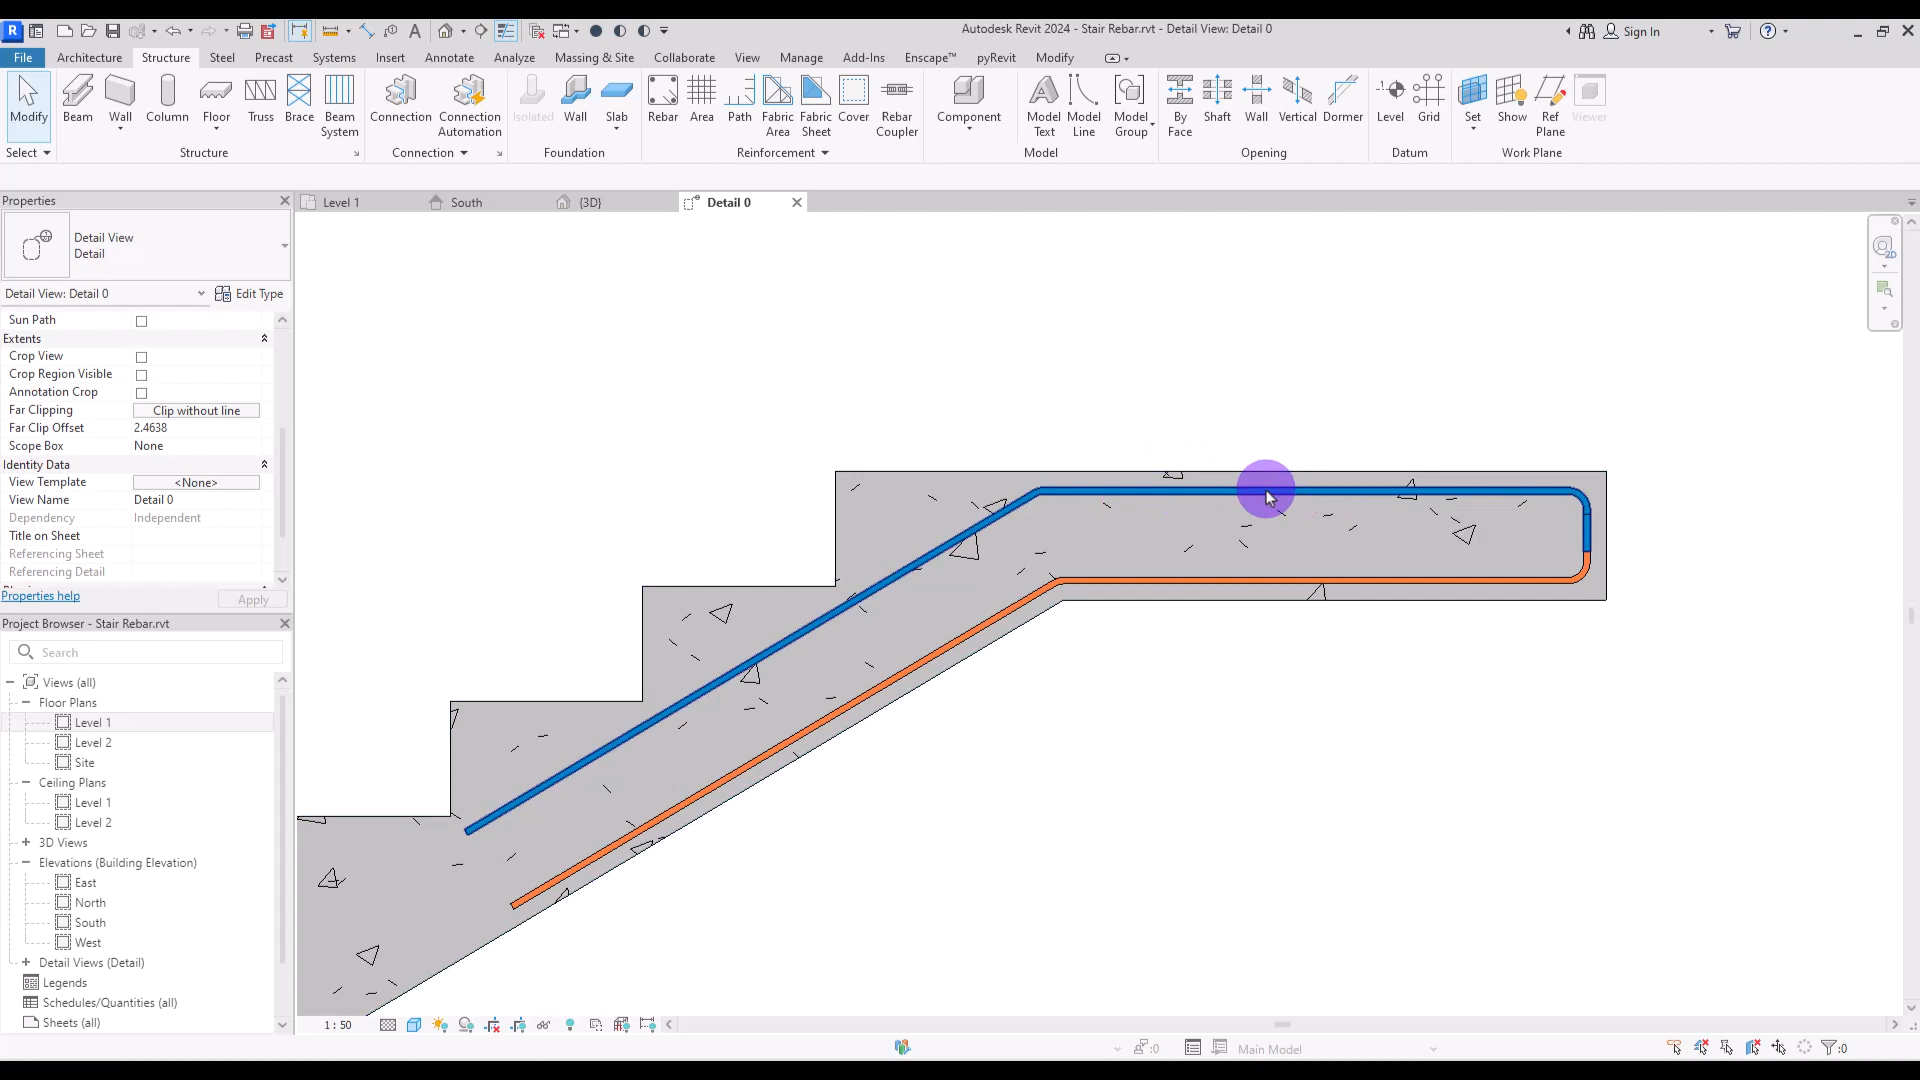 R
Autodesk Revit 2024 - Stair Rebar.rvt - Detail View: Detail 0
Sign In
File Architecture Structure Steel Precast Systems Insert Annotate Analyze Massing & Site Collaborate View Manage Add-Ins Enscape™ pyRevit Modify
Modify Beam Wall Column Floor Truss Brace Beam System Connection Connection Automation Isolated Wall Slab Rebar Area Path Fabric Area Fabric Sheet Cover Rebar Coupler Component Model Text Model Line Model Group By Face Shaft Wall Vertical Dormer Level Grid Set Show Ref Plane Viewer
Select Structure Connection Foundation Reinforcement Model Opening Datum Work Plane
Properties
Level 1 South {3D} Detail 0
Detail View
Detail
Detail View: Detail 0 Edit Type
2D
Sun Path
Extents
Crop View
Crop Region Visible
Annotation Crop
Far Clipping Clip without line
Far Clip Offset 2.4638
Scope Box None
Identity Data
View Template <None>
View Name Detail 0
Dependency Independent
Title on Sheet
Referencing Sheet
Referencing Detail
Properties help Apply
Project Browser - Stair Rebar.rvt
Search
Views (all)
Floor Plans
Level 1
Level 2
Site
Ceiling Plans
Level 1
Level 2
3D Views
Elevations (Building Elevation)
East
North
South
West
Detail Views (Detail)
Legends
Schedules/Quantities (all)
Sheets (all)
1 : 50
:0 Main Model :0